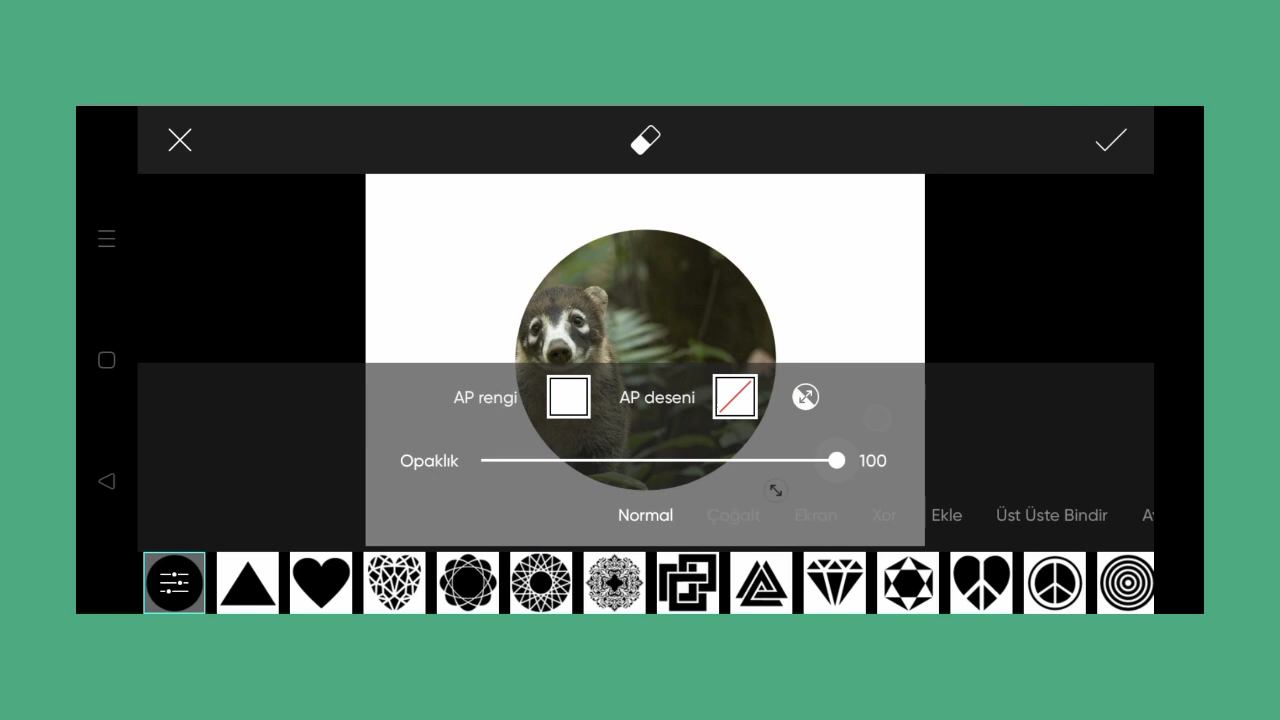 AP rengi AP deseni
Opaklık 100
Normal Çoğalt Ekran Xor Ekle Üst Üste Bindir